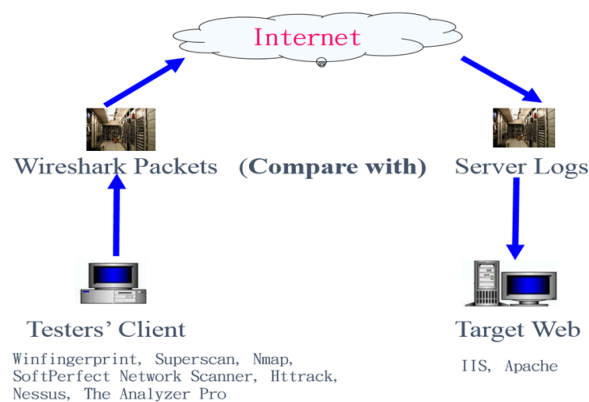 Internet
Wireshark Packets (Compare with) Server Logs
Testers’ Client
Target Web
Winfingerprint, Superscan, Nmap,
SoftPerfect Network Scanner, Httrack,
Nessus, The Analyzer Pro
IIS, Apache